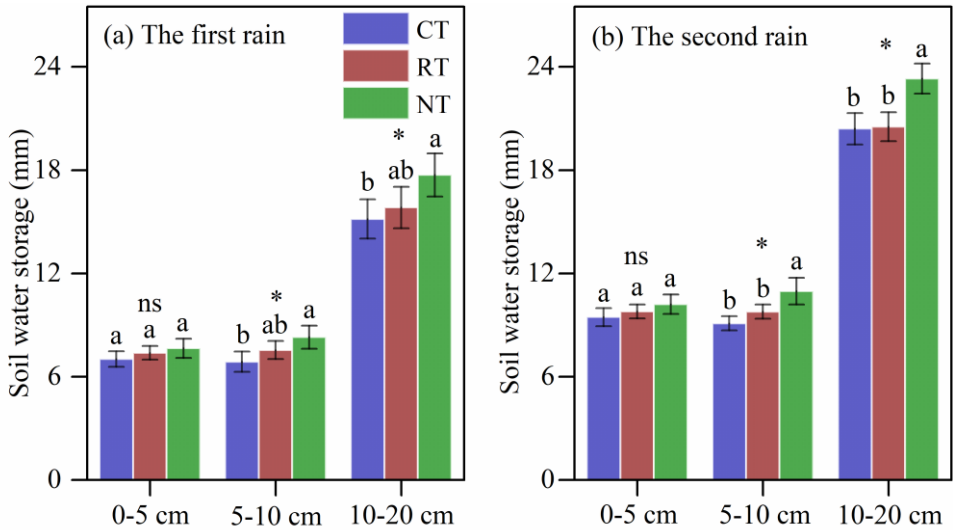 (a) The first rain
CT
RT
NT
Soil water storage (mm)
24
18
12
6
0
ns
a a a
*
b ab a
*
b ab a
0-5 cm 5-10 cm 10-20 cm
(b) The second rain
Soil water storage (mm)
24
18
12
6
0
ns
a a a
*
b b a
*
b b a
0-5 cm 5-10 cm 10-20 cm